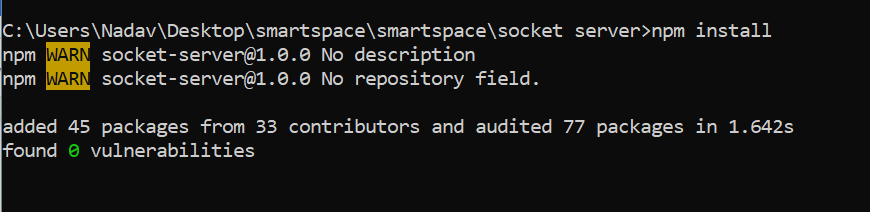 C:\Users\Nadav\Desktop\smartspace\smartspace\socket server>npm install
npm WARN socket-server@1.0.0 No description
npm WARN socket-server@1.0.0 No repository field.
added 45 packages from 33 contributors and audited 77 packages in 1.642s
found 0 vulnerabilities